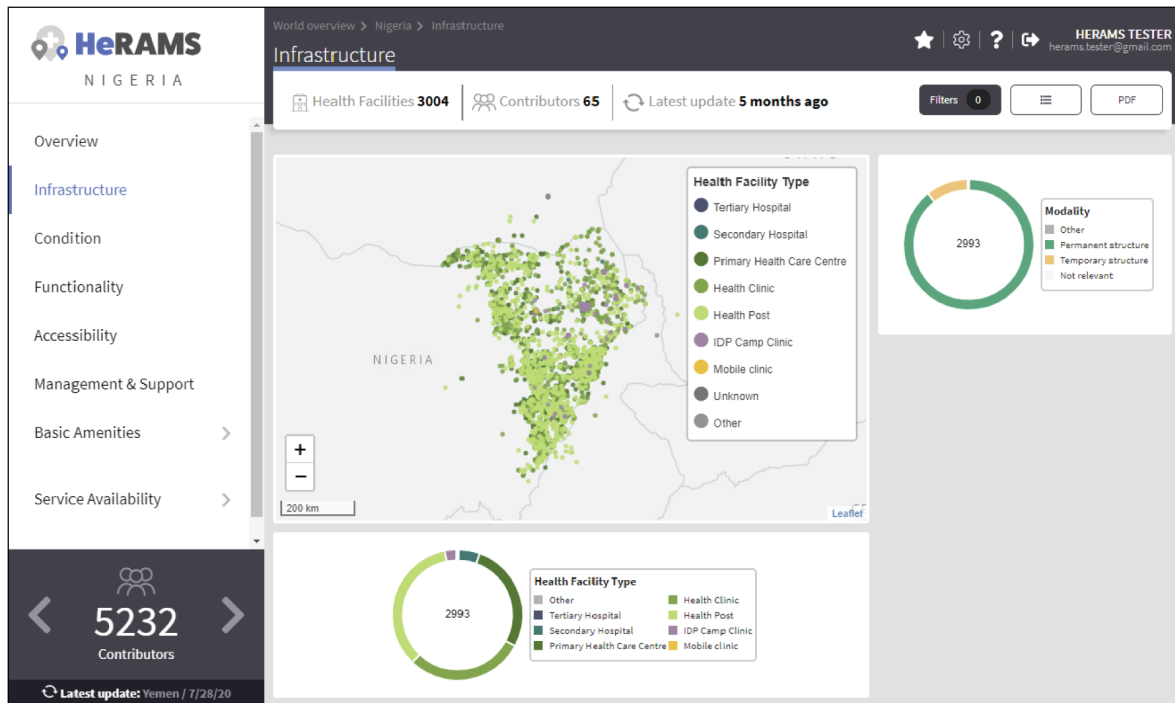 HeRAMS
NIGERIA
Overview
Infrastructure
Condition
Functionality
Accessibility
Management & Support
Basic Amenities
Service Availability
5232
Contributors
Latest update: Yemen / 7/28/20
World overview > Nigeria > Infrastructure
Infrastructure
HERAMS TESTER
herams.tester@gmail.com
Health Facilities 3004
Contributors 65
Latest update 5 months ago
Filters 0
PDF
NIGERIA
+
−
200 km
Leaflet
Health Facility Type
Tertiary Hospital
Secondary Hospital
Primary Health Care Centre
Health Clinic
Health Post
IDP Camp Clinic
Mobile clinic
Unknown
Other
2993
Modality
Other
Permanent structure
Temporary structure
Not relevant
2993
Health Facility Type
Other
Tertiary Hospital
Secondary Hospital
Primary Health Care Centre
Health Clinic
Health Post
IDP Camp Clinic
Mobile clinic